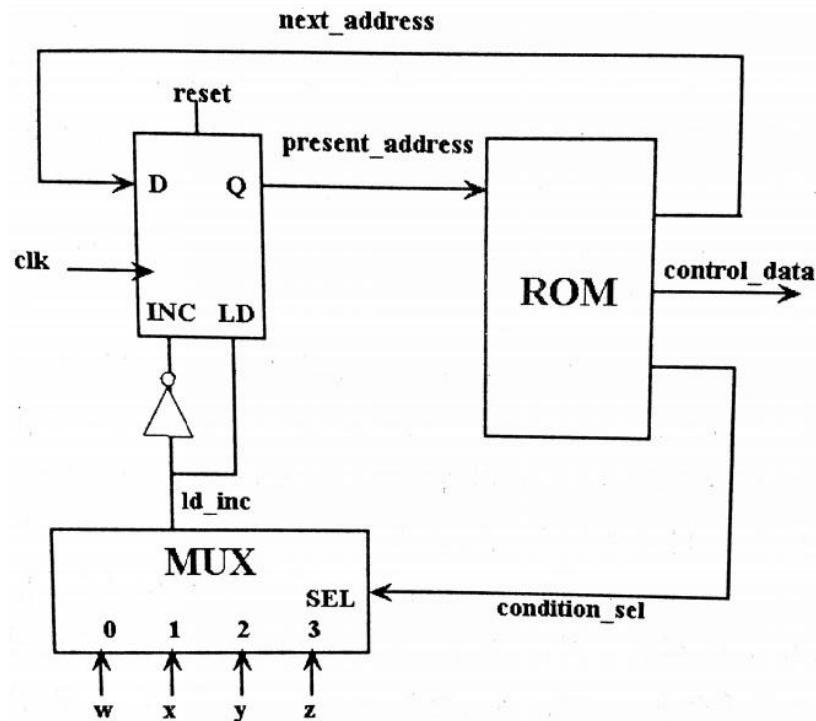 next_address
reset
present_address
D Q
clk
control_data
ROM
INC LD
ld_inc
MUX
SEL
condition_sel
0 1 2 3
w x y z